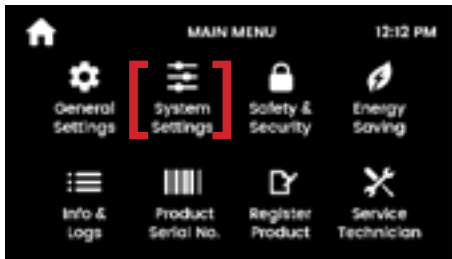 MAIN MENU 12:12 PM
General Settings
System Settings
Safety & Security
Energy Saving
Info & Logs
Product Serial No.
Register Product
Service Technician